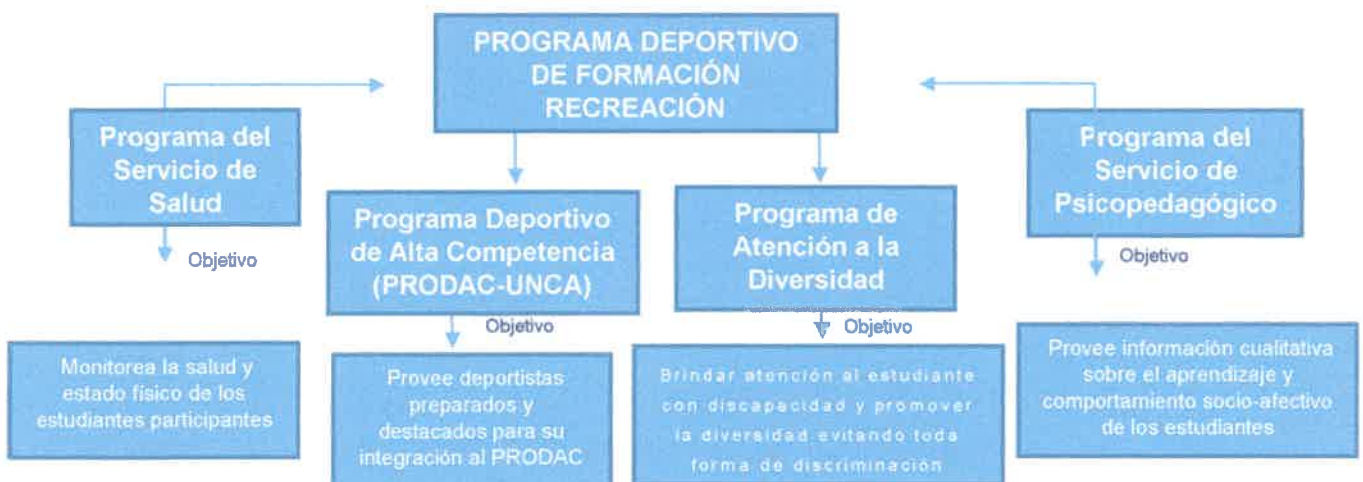 PROGRAMA DEPORTIVO
DE FORMACIÓN
RECREACIÓN
Programa del
Servicio de
Salud
Objetivo
Monitorea la salud y
estado físico de los
estudiantes participantes
Programa Deportivo
de Alta Competencia
(PRODAC-UNCA)
Objetivo
Provee deportistas
preparados y
destacados para su
integración al PRODAC
Programa de
Atención a la
Diversidad
Objetivo
Brindar atención al estudiante
con discapacidad y promover
la diversidad evitando toda
forma de discriminación
Programa del
Servicio de
Psicopedagógico
Objetivo
Provee información cualitativa
sobre el aprendizaje y
comportamiento socio-afectivo
de los estudiantes